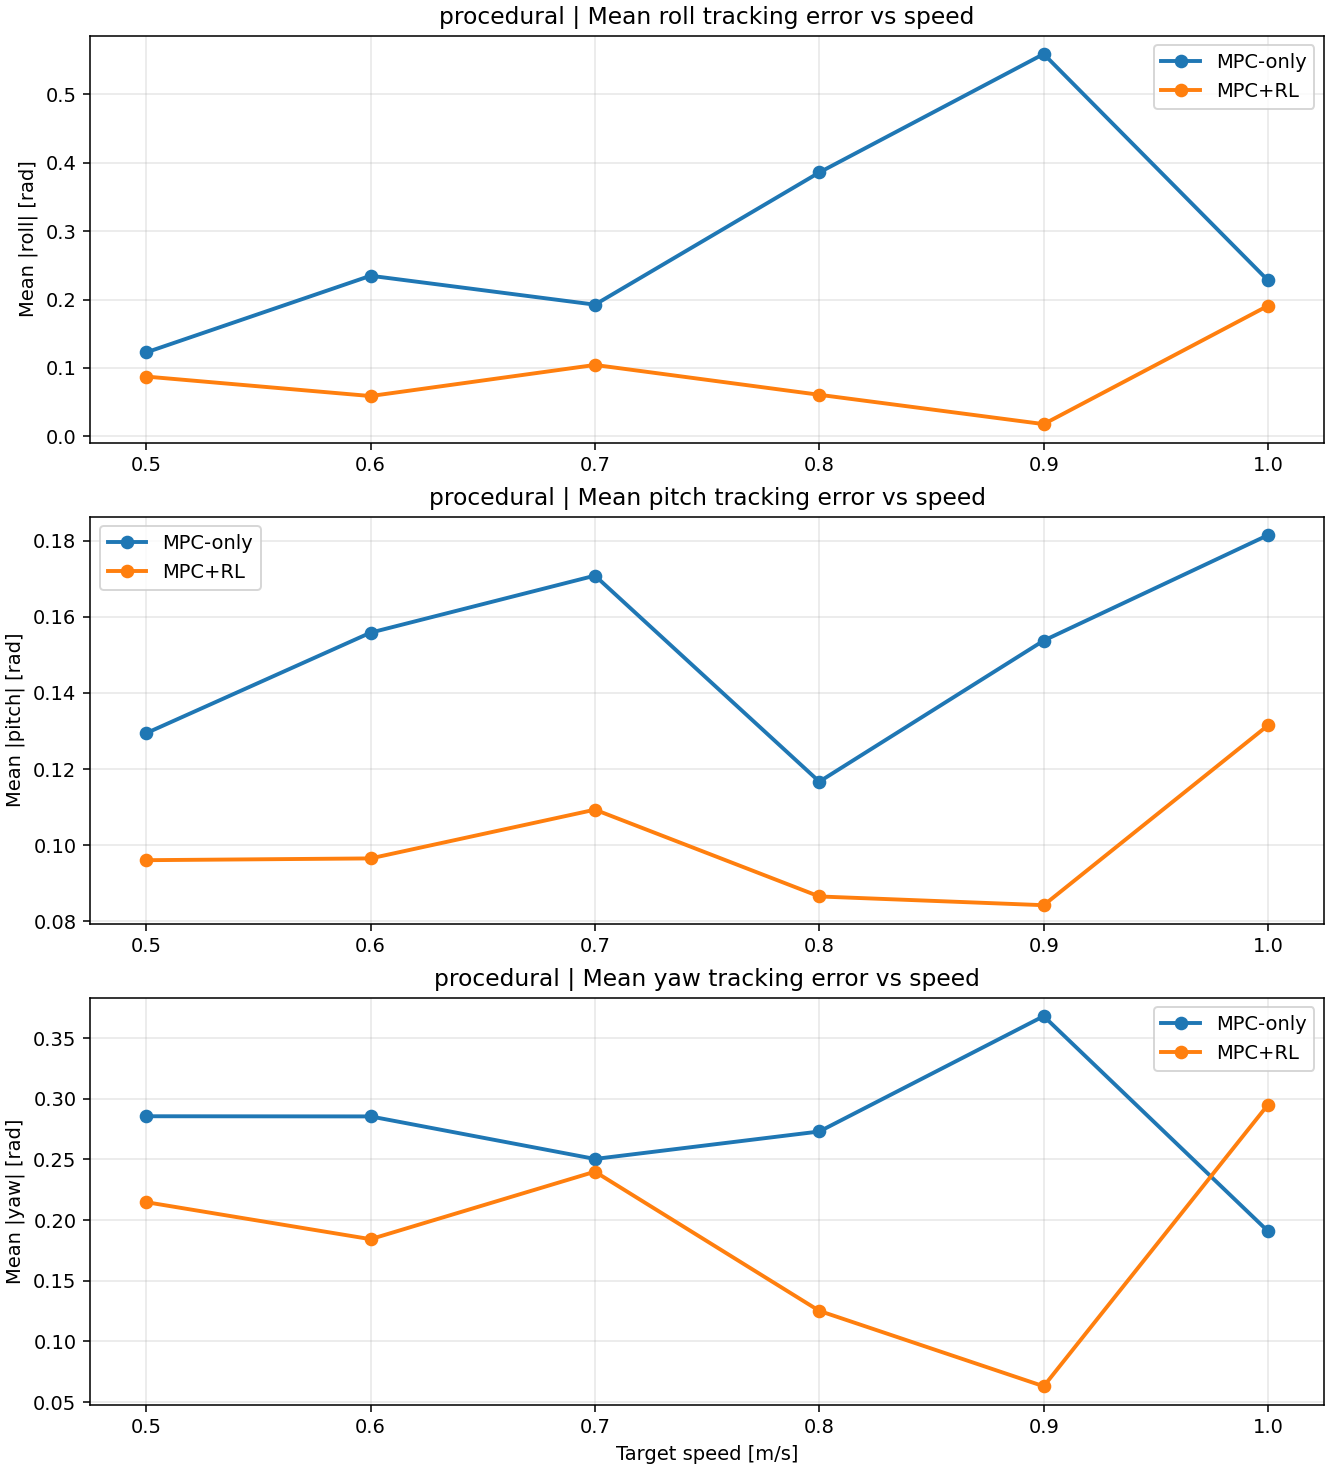 procedural | Mean roll tracking error vs speed
MPC-only
MPC+RL
Mean |roll| [rad]
0.5
0.4
0.3
0.2
0.1
0.0
0.5 0.6 0.7 0.8 0.9 1.0
procedural | Mean pitch tracking error vs speed
MPC-only
MPC+RL
Mean |pitch| [rad]
0.18
0.16
0.14
0.12
0.10
0.08
0.5 0.6 0.7 0.8 0.9 1.0
procedural | Mean yaw tracking error vs speed
MPC-only
MPC+RL
Mean |yaw| [rad]
0.35
0.30
0.25
0.20
0.15
0.10
0.05
0.5 0.6 0.7 0.8 0.9 1.0
Target speed [m/s]